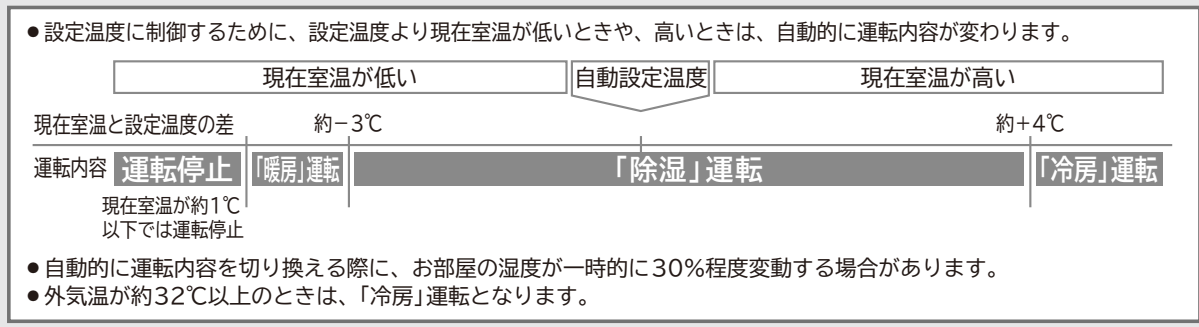 ●設定温度に制御するために、設定温度より現在室温が低いときや、高いときは、自動的に運転内容が変わります。
現在室温が低い 自動設定温度 現在室温が高い
現在室温と設定温度の差 約－3℃ 約＋4℃
運転内容 運転停止 「暖房」運転 「除湿」運転 「冷房」運転
現在室温が約1℃
以下では運転停止
●自動的に運転内容を切り換える際に、お部屋の湿度が一時的に30％程度変動する場合があります。
●外気温が約32℃以上のときは、「冷房」運転となります。